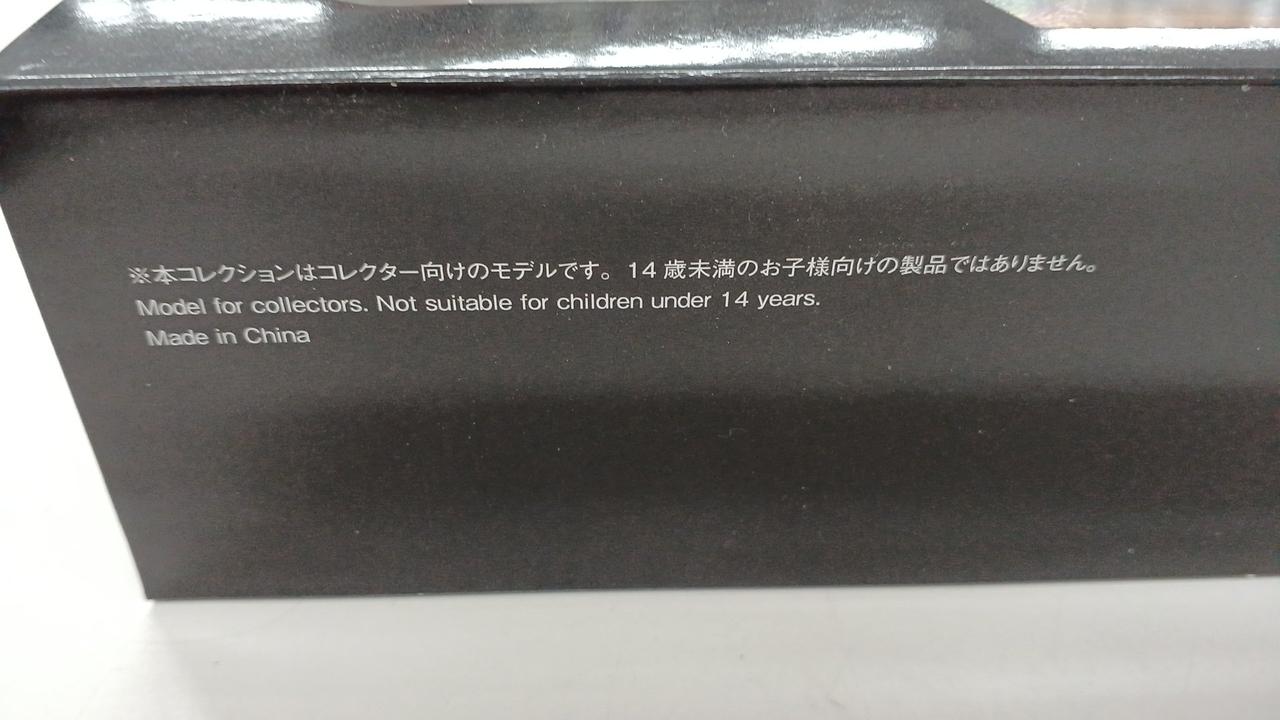 ※本コレクションはコレクター向けのモデルです。14歳未満のお子様向けの製品ではありません。
Model for collectors. Not suitable for children under 14 years.
Made in China